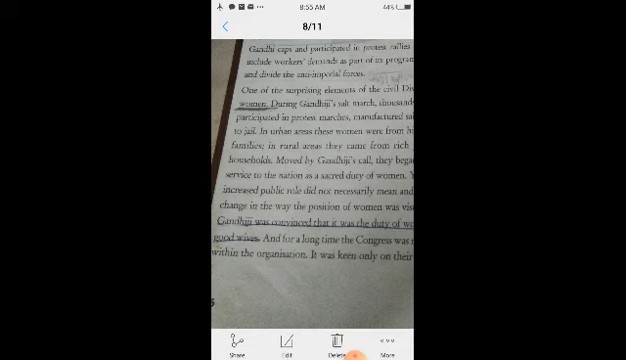 8:55 AM
44%
8/11
Gandhi caps and participated in protest rallies
include workers' demands as part of its program
and divide the anti-imperial forces.
One of the surprising elements of the civil Dis
women. During Gandhiji's salt march, thousand
participated in protest marches, manufactured sa
to jail. In urban areas these women were from h
families; in rural areas they came from rich
households. Moved by Gandhiji's call, they bega
service to the nation as a sacred duty of women. Y
increased public role did not necessarily mean and
change in the way the position of women was vis
Gandhiji was convinced that it was the duty of wo
good wives. And for a long time the Congress was r
within the organisation. It was keen only on their
Share Edit Delete More